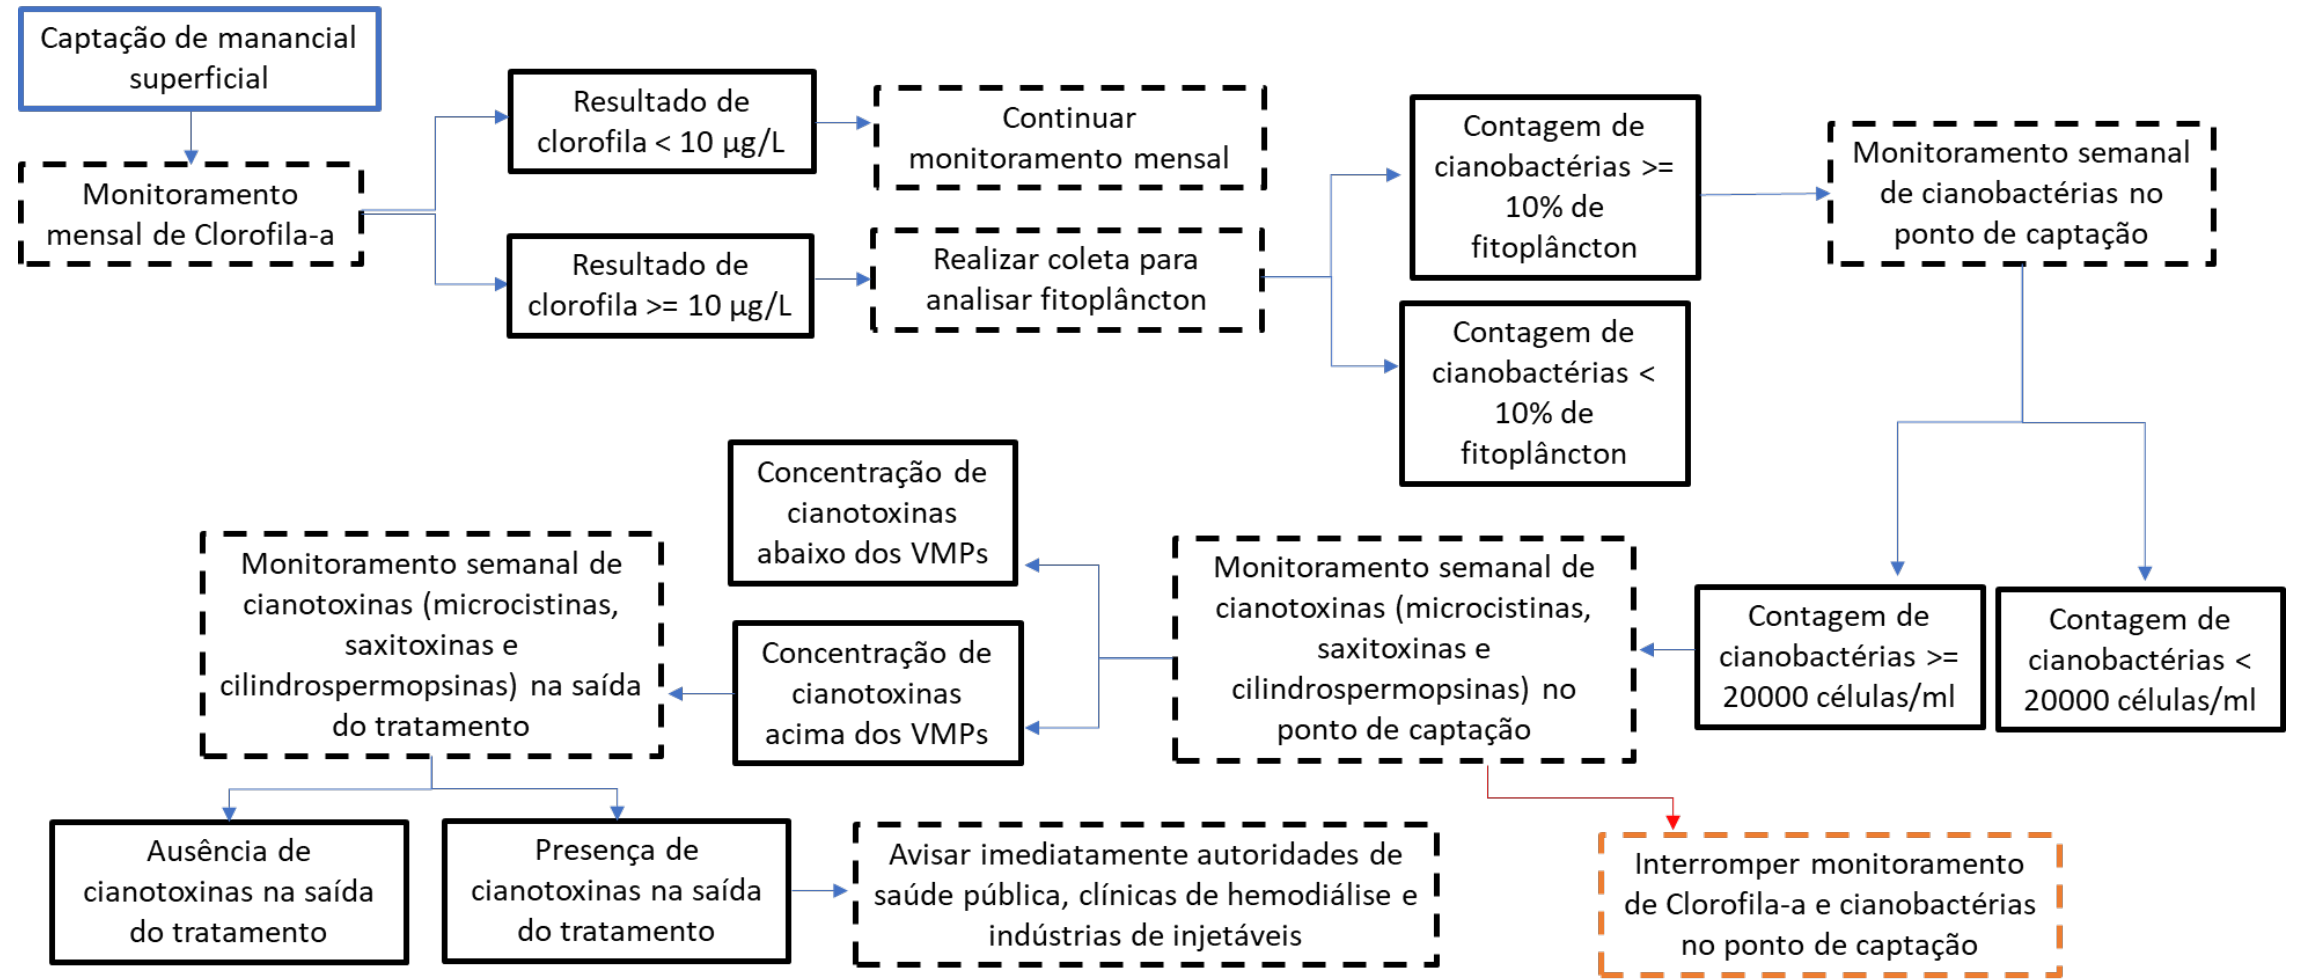 Captação de manancial
superficial
Monitoramento
mensal de Clorofila-a
Resultado de
clorofila < 10 µg/L
Continuar
monitoramento mensal
Resultado de
clorofila >= 10 µg/L
Realizar coleta para
analisar fitoplâncton
Contagem de
cianobactérias >=
10% de
fitoplâncton
Contagem de
cianobactérias <
10% de
fitoplâncton
Monitoramento semanal
de cianobactérias no
ponto de captação
Contagem de
cianobactérias >=
20000 células/ml
Contagem de
cianobactérias <
20000 células/ml
Monitoramento semanal de
cianotoxinas (microcistinas,
saxitoxinas e
cilindrospermopsinas) no
ponto de captação
Concentração de
cianotoxinas
abaixo dos VMPs
Concentração de
cianotoxinas
acima dos VMPs
Monitoramento semanal de
cianotoxinas (microcistinas,
saxitoxinas e
cilindrospermopsinas) na saída
do tratamento
Ausência de
cianotoxinas na saída
do tratamento
Presença de
cianotoxinas na saída
do tratamento
Avisar imediatamente autoridades de
saúde pública, clínicas de hemodiálise e
indústrias de injetáveis
Interromper monitoramento
de Clorofila-a e cianobactérias
no ponto de captação